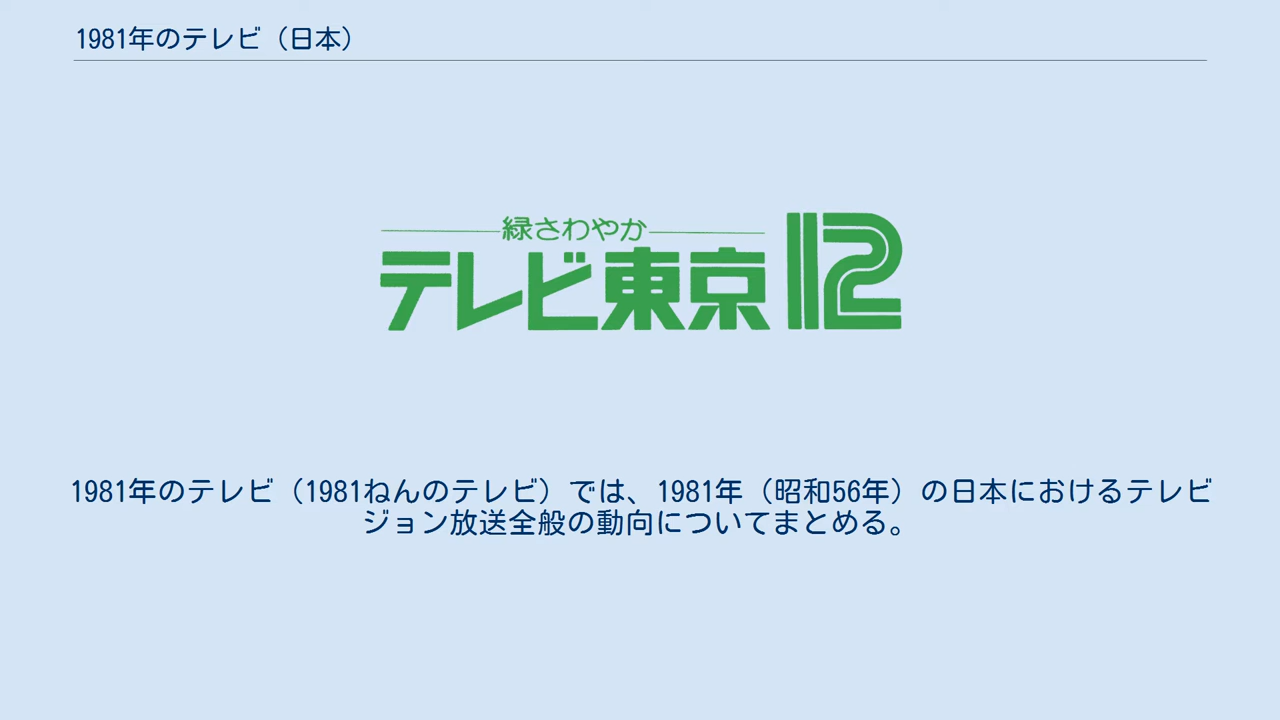 1981年のテレビ（日本）
緑さわやか
テレビ東京12
1981年のテレビ（1981ねんのテレビ）では、1981年（昭和56年）の日本におけるテレビ
ジョン放送全般の動向についてまとめる。